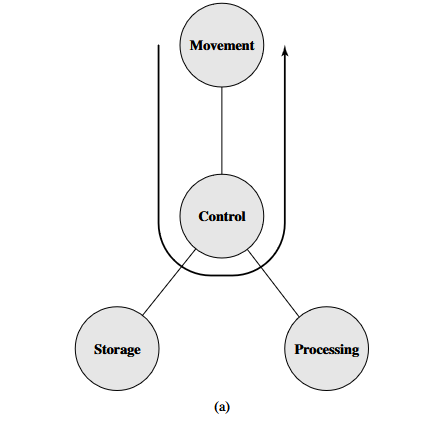 Movement
Control
Storage
Processing
(a)